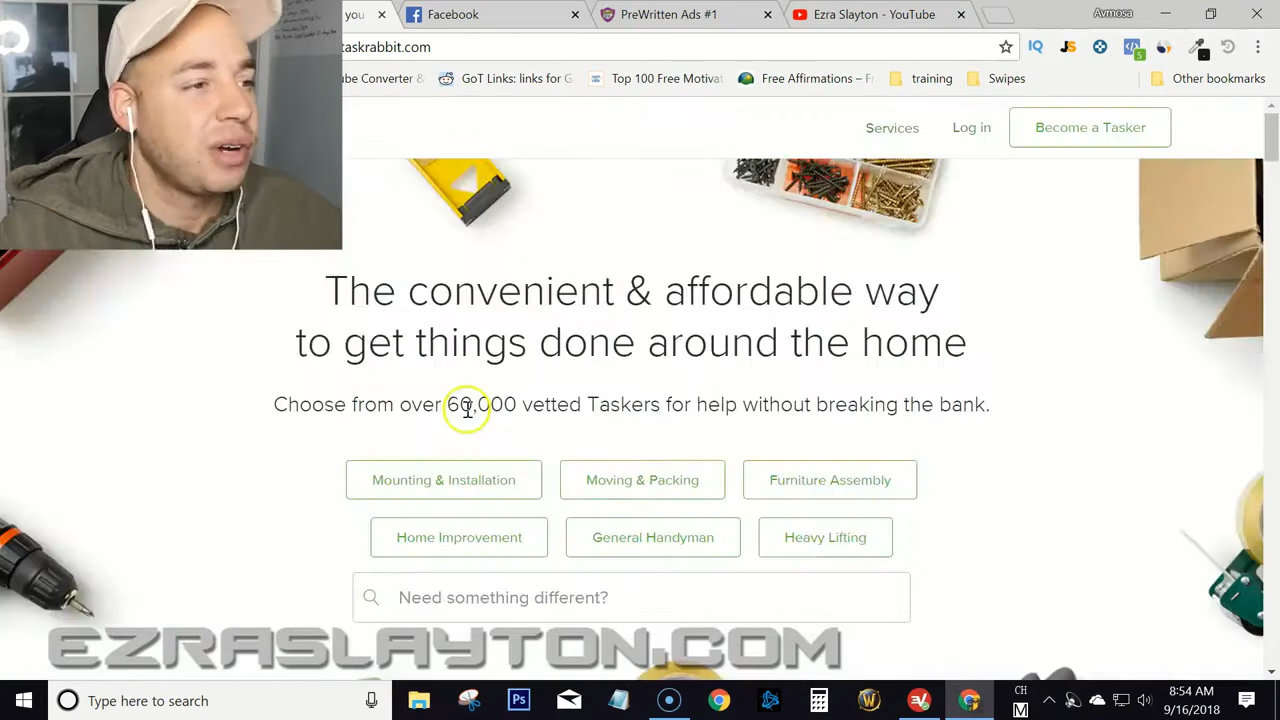 you
Facebook
PreWritten Ads #1
Ezra Slayton - YouTube
Avmosa
taskrabbit.com
ube Converter &
GoT Links: links for G
Top 100 Free Motivat
Free Affirmations – F
training
Swipes
Other bookmarks
Services
Log in
Become a Tasker
The convenient & affordable way
to get things done around the home
Choose from over 60,000 vetted Taskers for help without breaking the bank.
Mounting & Installation
Moving & Packing
Furniture Assembly
Home Improvement
General Handyman
Heavy Lifting
Need something different?
EZRASLAYTON.COM
Type here to search
CH
M
8:54 AM
9/16/2018